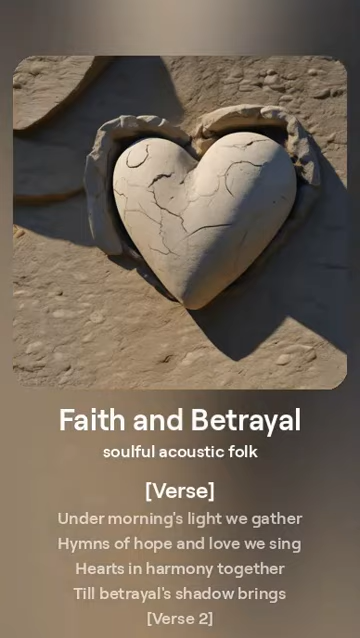 Faith and Betrayal
soulful acoustic folk
[Verse]
Under morning's light we gather
Hymns of hope and love we sing
Hearts in harmony together
Till betrayal's shadow brings
[Verse 2]